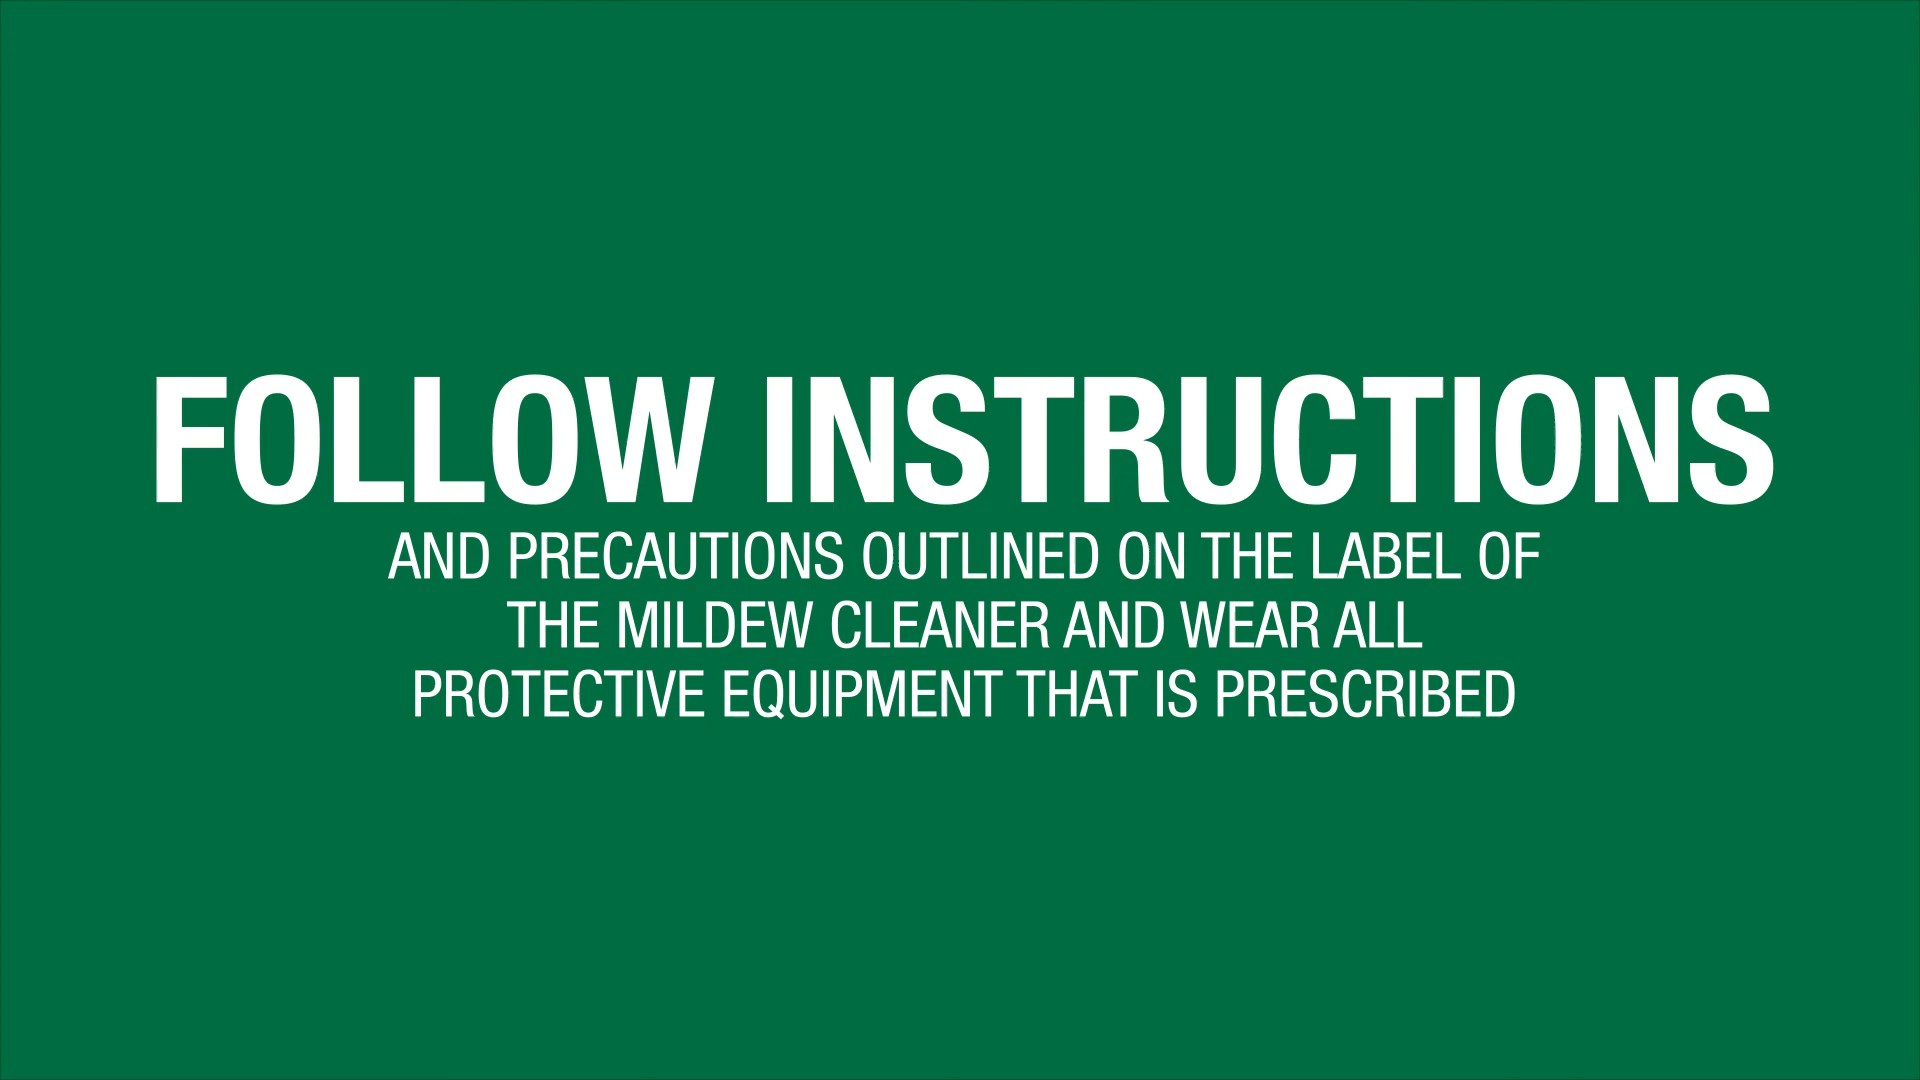 FOLLOW INSTRUCTIONS
AND PRECAUTIONS OUTLINED ON THE LABEL OF
THE MILDEW CLEANER AND WEAR ALL
PROTECTIVE EQUIPMENT THAT IS PRESCRIBED